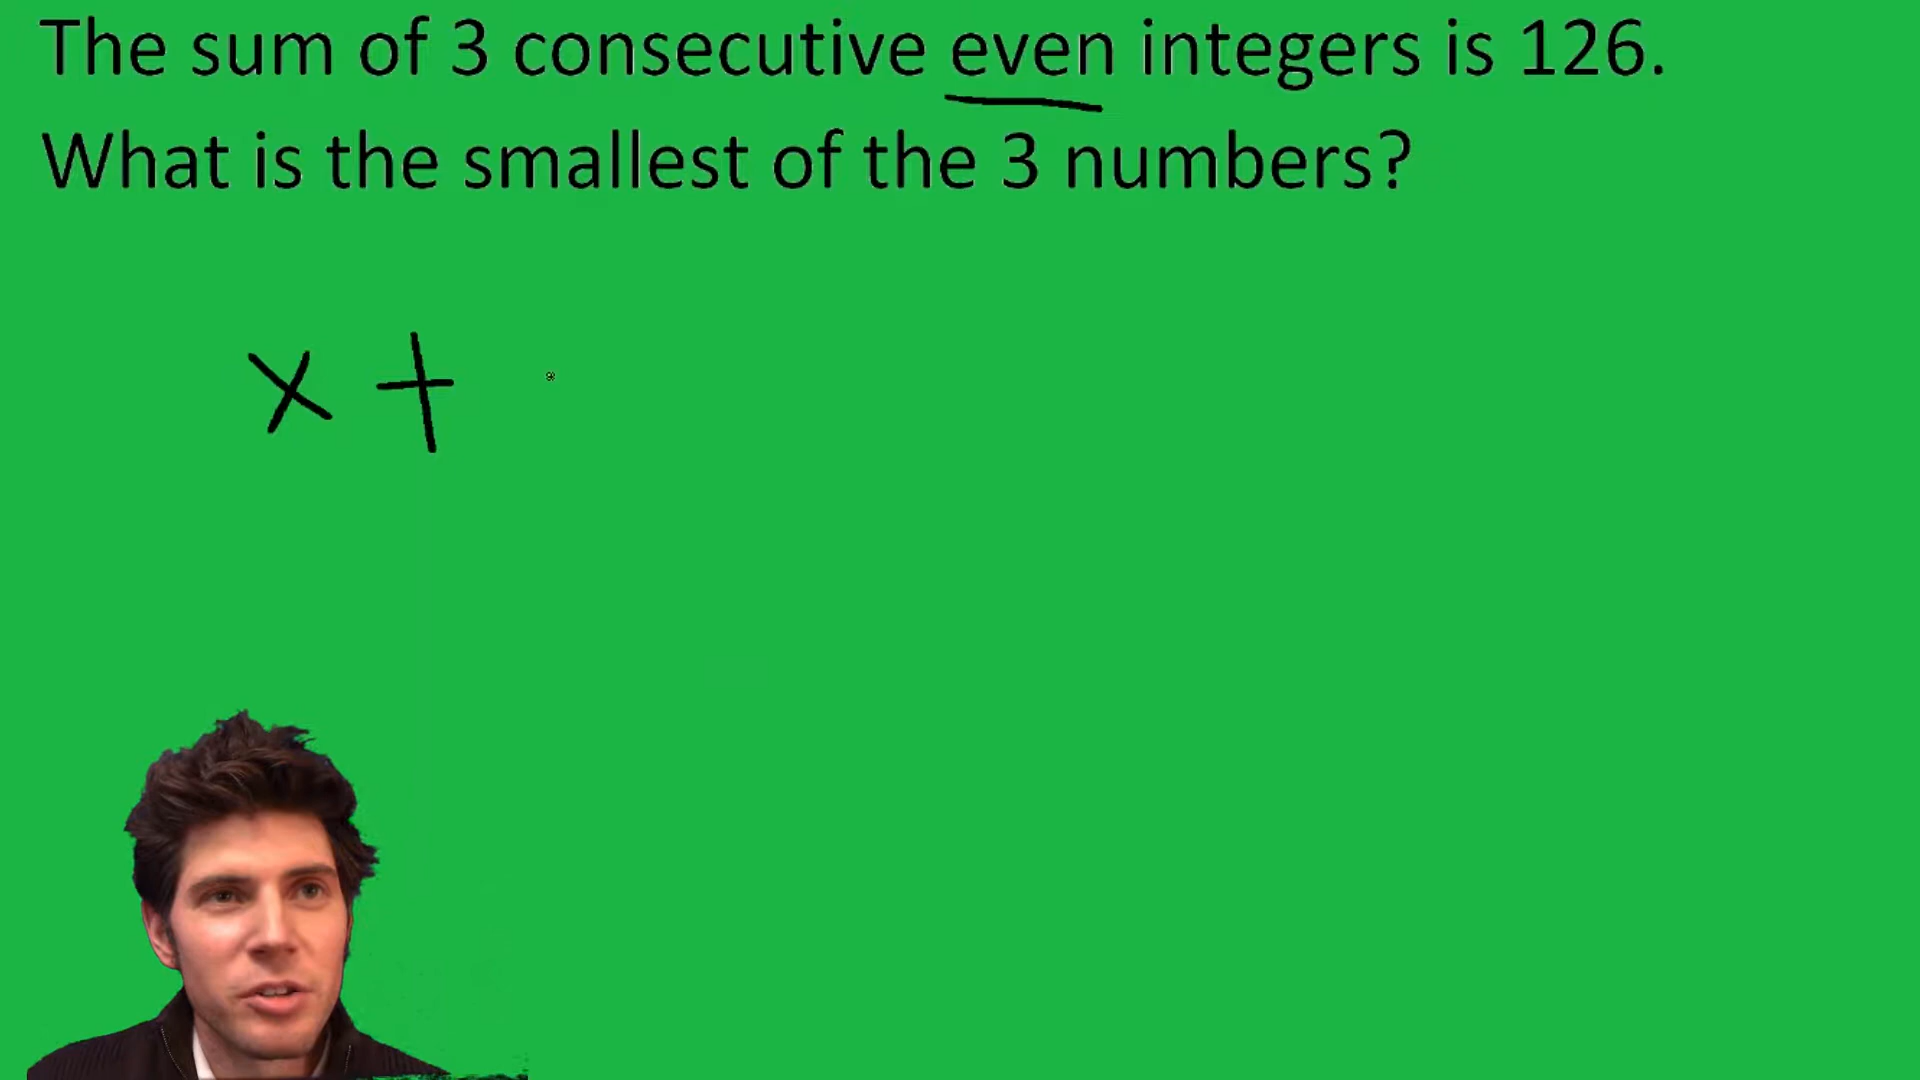 The sum of 3 consecutive even integers is 126.
What is the smallest of the 3 numbers?
x +